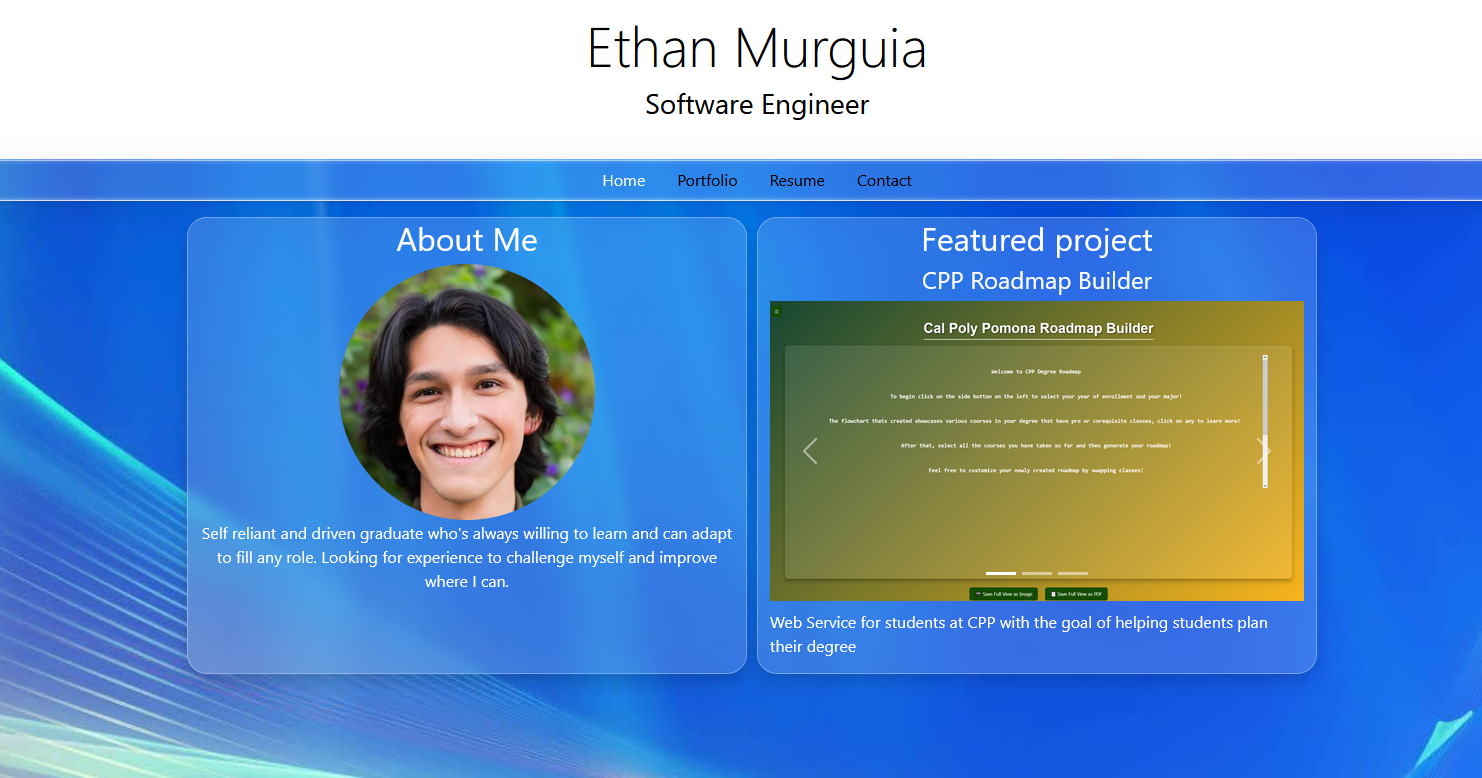 Ethan Murguia
Software Engineer
Home Portfolio Resume Contact
About Me
Self reliant and driven graduate who's always willing to learn and can adapt
to fill any role. Looking for experience to challenge myself and improve
where I can.
Featured project
CPP Roadmap Builder
Cal Poly Pomona Roadmap Builder
Welcome to CPP Degree Roadmap
To begin click on the side button on the left to select your year of enrollment and your major!
The flowchart thats created showcases various courses in your degree that have pre or corequisite classes, click on any to learn more!
After that, select all the courses you have taken so far and then generate your roadmap!
Feel free to customize your newly created roadmap by swapping classes!
Save Full View as Image Save Full View as PDF
Web Service for students at CPP with the goal of helping students plan
their degree